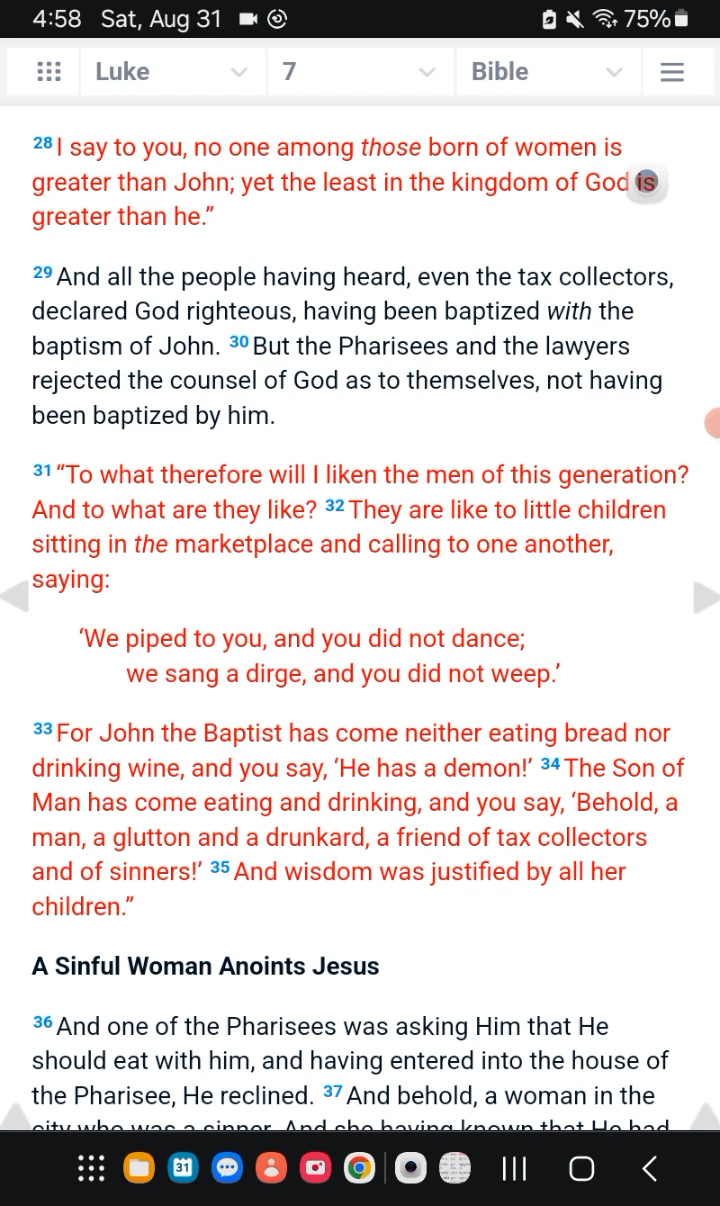 4:58 Sat, Aug 31 75%
Luke 7 Bible
28 I say to you, no one among those born of women is
greater than John; yet the least in the kingdom of God is
greater than he.”
29 And all the people having heard, even the tax collectors,
declared God righteous, having been baptized with the
baptism of John. 30 But the Pharisees and the lawyers
rejected the counsel of God as to themselves, not having
been baptized by him.
31 “To what therefore will I liken the men of this generation?
And to what are they like? 32 They are like to little children
sitting in the marketplace and calling to one another,
saying:
‘We piped to you, and you did not dance;
we sang a dirge, and you did not weep.’
33 For John the Baptist has come neither eating bread nor
drinking wine, and you say, ‘He has a demon!’ 34 The Son of
Man has come eating and drinking, and you say, ‘Behold, a
man, a glutton and a drunkard, a friend of tax collectors
and of sinners!’ 35 And wisdom was justified by all her
children.”
A Sinful Woman Anoints Jesus
36 And one of the Pharisees was asking Him that He
should eat with him, and having entered into the house of
the Pharisee, He reclined. 37 And behold, a woman in the
city who was a sinner. And she having known that He had
31